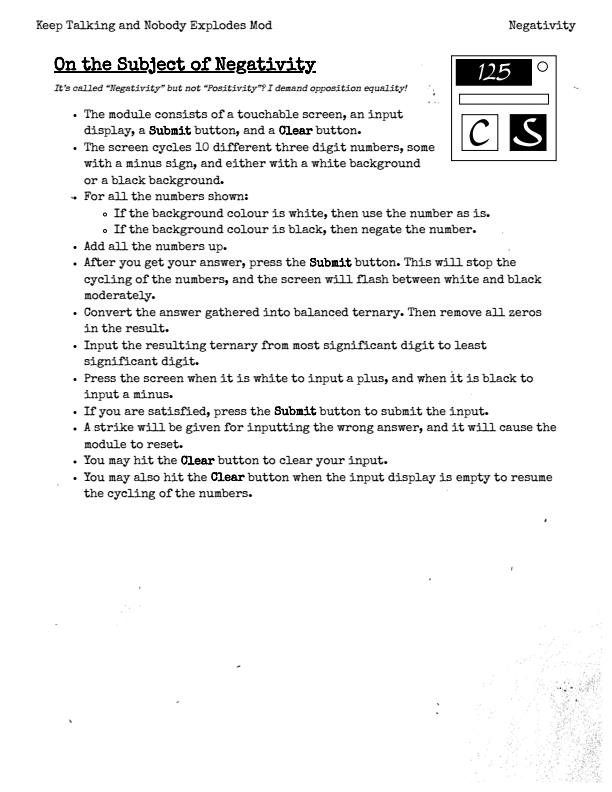 Keep Talking and Nobody Explodes Mod
Negativity
On the Subject of Negativity
It's called “Negativity” but not “Positivity”? I demand opposition equality!
125
C S
• The module consists of a touchable screen, an input
display, a Submit button, and a Clear button.
• The screen cycles 10 different three digit numbers, some
with a minus sign, and either with a white background
or a black background.
• For all the numbers shown:
◦ If the background colour is white, then use the number as is.
◦ If the background colour is black, then negate the number.
• Add all the numbers up.
• After you get your answer, press the Submit button. This will stop the
cycling of the numbers, and the screen will flash between white and black
moderately.
• Convert the answer gathered into balanced ternary. Then remove all zeros
in the result.
• Input the resulting ternary from most significant digit to least
significant digit.
• Press the screen when it is white to input a plus, and when it is black to
input a minus.
• If you are satisfied, press the Submit button to submit the input.
• A strike will be given for inputting the wrong answer, and it will cause the
module to reset.
• You may hit the Clear button to clear your input.
• You may also hit the Clear button when the input display is empty to resume
the cycling of the numbers.